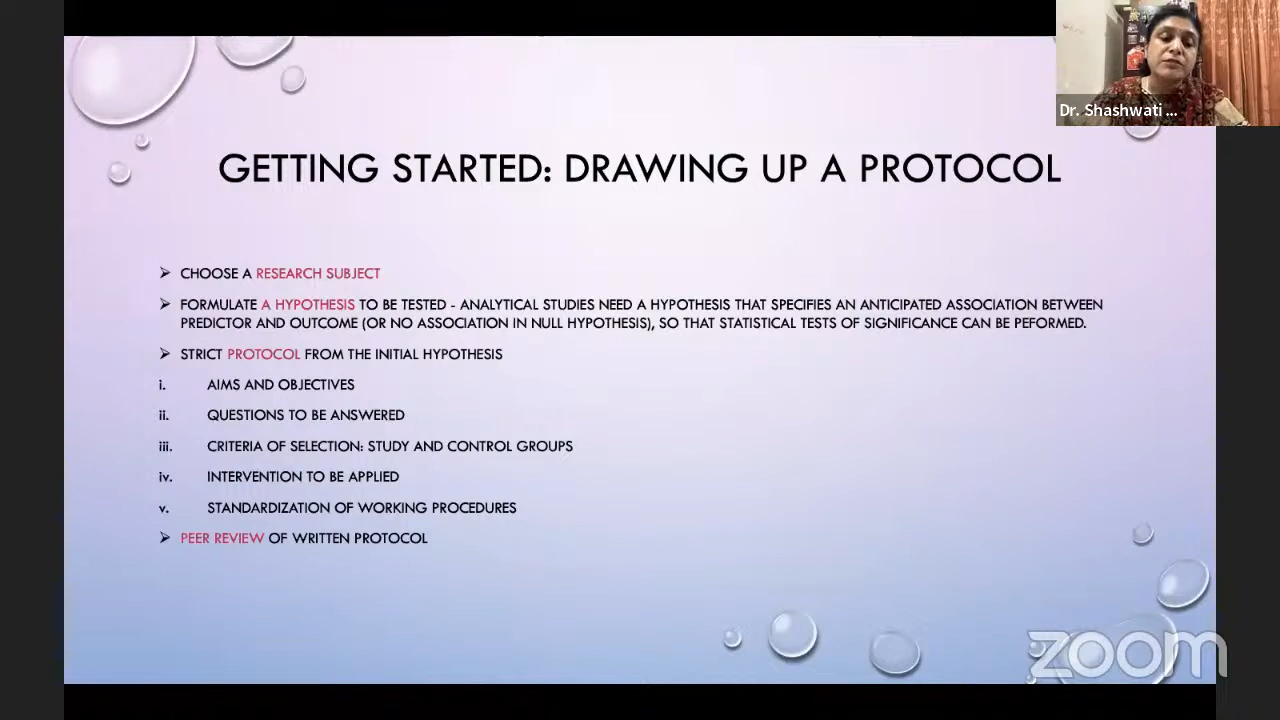 Dr. Shashwati ...
GETTING STARTED: DRAWING UP A PROTOCOL
➢ CHOOSE A RESEARCH SUBJECT
➢ FORMULATE A HYPOTHESIS TO BE TESTED - ANALYTICAL STUDIES NEED A HYPOTHESIS THAT SPECIFIES AN ANTICIPATED ASSOCIATION BETWEEN
PREDICTOR AND OUTCOME (OR NO ASSOCIATION IN NULL HYPOTHESIS), SO THAT STATISTICAL TESTS OF SIGNIFICANCE CAN BE PEFORMED.
➢ STRICT PROTOCOL FROM THE INITIAL HYPOTHESIS
i. AIMS AND OBJECTIVES
ii. QUESTIONS TO BE ANSWERED
iii. CRITERIA OF SELECTION: STUDY AND CONTROL GROUPS
iv. INTERVENTION TO BE APPLIED
v. STANDARDIZATION OF WORKING PROCEDURES
➢ PEER REVIEW OF WRITTEN PROTOCOL
zoom